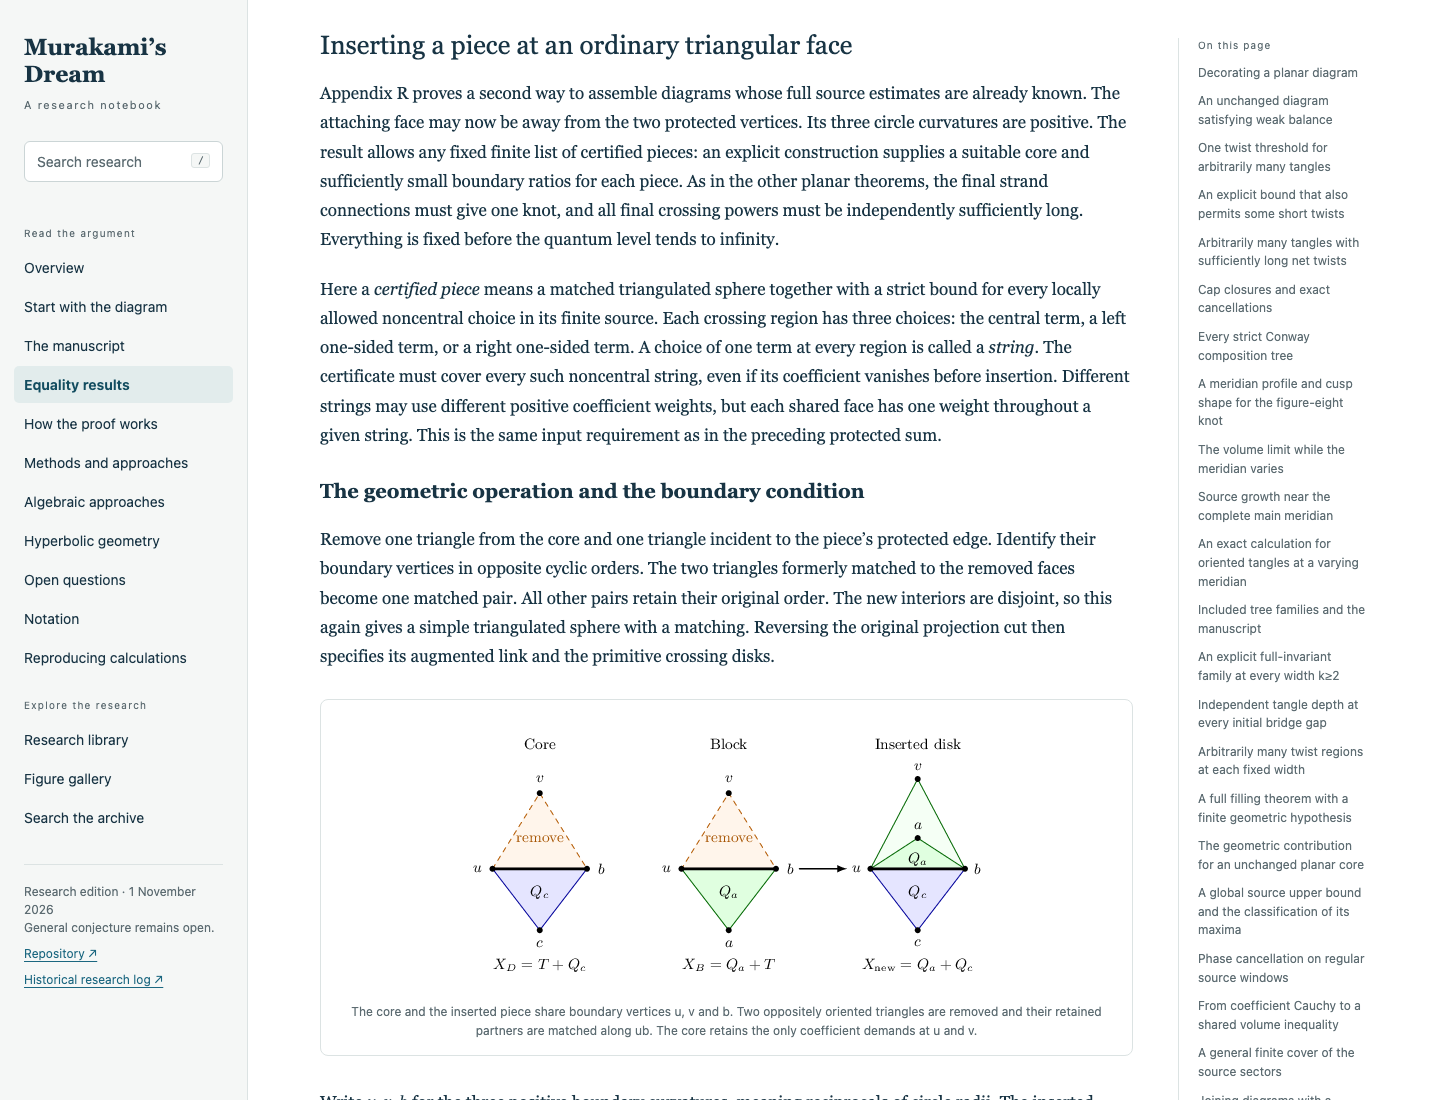 Murakami's
Dream
A research notebook
Search research /
Read the argument
Overview
Start with the diagram
The manuscript
Equality results
How the proof works
Methods and approaches
Algebraic approaches
Hyperbolic geometry
Open questions
Notation
Reproducing calculations
Explore the research
Research library
Figure gallery
Search the archive
Research edition · 1 November
2026
General conjecture remains open.
Repository ↗
Historical research log ↗
Inserting a piece at an ordinary triangular face
Appendix R proves a second way to assemble diagrams whose full source estimates are already known. The
attaching face may now be away from the two protected vertices. Its three circle curvatures are positive. The
result allows any fixed finite list of certified pieces: an explicit construction supplies a suitable core and
sufficiently small boundary ratios for each piece. As in the other planar theorems, the final strand
connections must give one knot, and all final crossing powers must be independently sufficiently long.
Everything is fixed before the quantum level tends to infinity.
Here a certified piece means a matched triangulated sphere together with a strict bound for every locally
allowed noncentral choice in its finite source. Each crossing region has three choices: the central term, a left
one-sided term, or a right one-sided term. A choice of one term at every region is called a string. The
certificate must cover every such noncentral string, even if its coefficient vanishes before insertion. Different
strings may use different positive coefficient weights, but each shared face has one weight throughout a
given string. This is the same input requirement as in the preceding protected sum.
The geometric operation and the boundary condition
Remove one triangle from the core and one triangle incident to the piece's protected edge. Identify their
boundary vertices in opposite cyclic orders. The two triangles formerly matched to the removed faces
become one matched pair. All other pairs retain their original order. The new interiors are disjoint, so this
again gives a simple triangulated sphere with a matching. Reversing the original projection cut then
specifies its augmented link and the primitive crossing disks.
Core
v
remove
u b
Q_c
c
X_D = T + Q_c
Block
v
remove
u b
Q_a
a
X_B = Q_a + T
Inserted disk
v
a
Q_a
u b
Q_c
c
X_new = Q_a + Q_c
The core and the inserted piece share boundary vertices u, v and b. Two oppositely oriented triangles are removed and their retained
partners are matched along ub. The core retains the only coefficient demands at u and v.
On this page
Decorating a planar diagram
An unchanged diagram
satisfying weak balance
One twist threshold for
arbitrarily many tangles
An explicit bound that also
permits some short twists
Arbitrarily many tangles with
sufficiently long net twists
Cap closures and exact
cancellations
Every strict Conway
composition tree
A meridian profile and cusp
shape for the figure-eight
knot
The volume limit while the
meridian varies
Source growth near the
complete main meridian
An exact calculation for
oriented tangles at a varying
meridian
Included tree families and the
manuscript
An explicit full-invariant
family at every width k≥2
Independent tangle depth at
every initial bridge gap
Arbitrarily many twist regions
at each fixed width
A full filling theorem with a
finite geometric hypothesis
The geometric contribution
for an unchanged planar core
A global source upper bound
and the classification of its
maxima
Phase cancellation on regular
source windows
From coefficient Cauchy to a
shared volume inequality
A general finite cover of the
source sectors